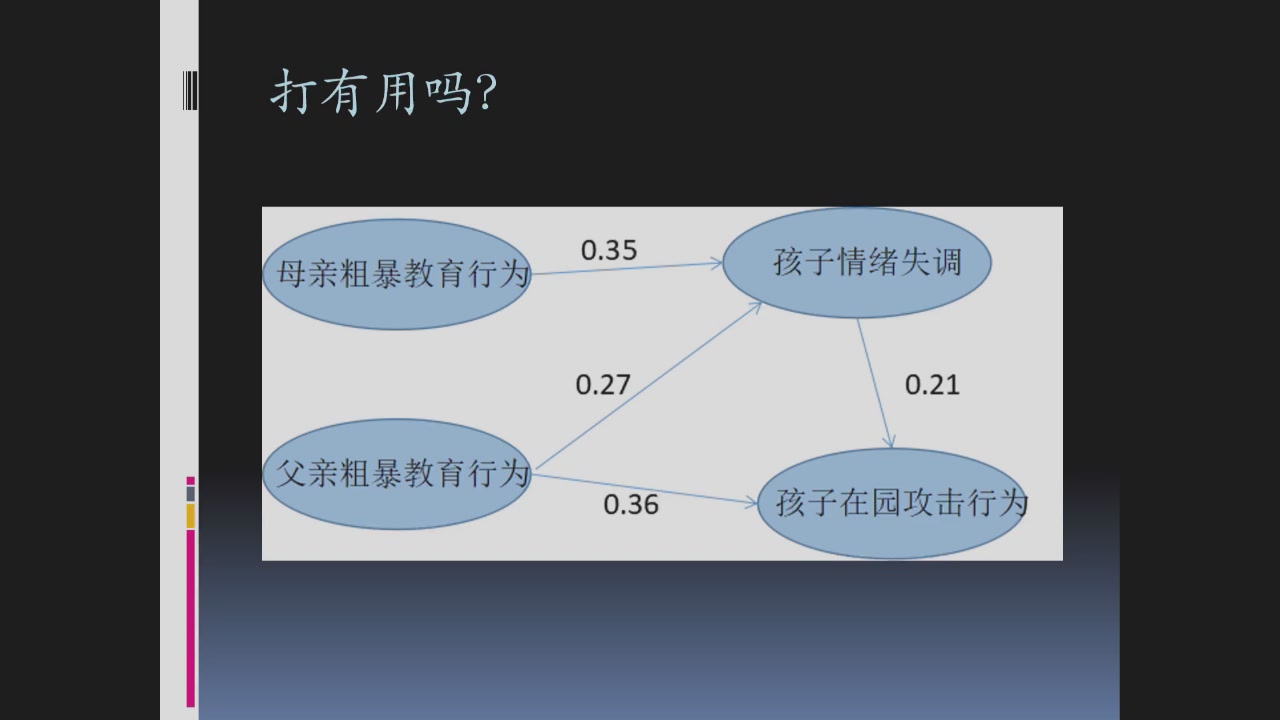 打有用吗?
母亲粗暴教育行为
0.35
孩子情绪失调
0.27
0.21
父亲粗暴教育行为
0.36
孩子在园攻击行为